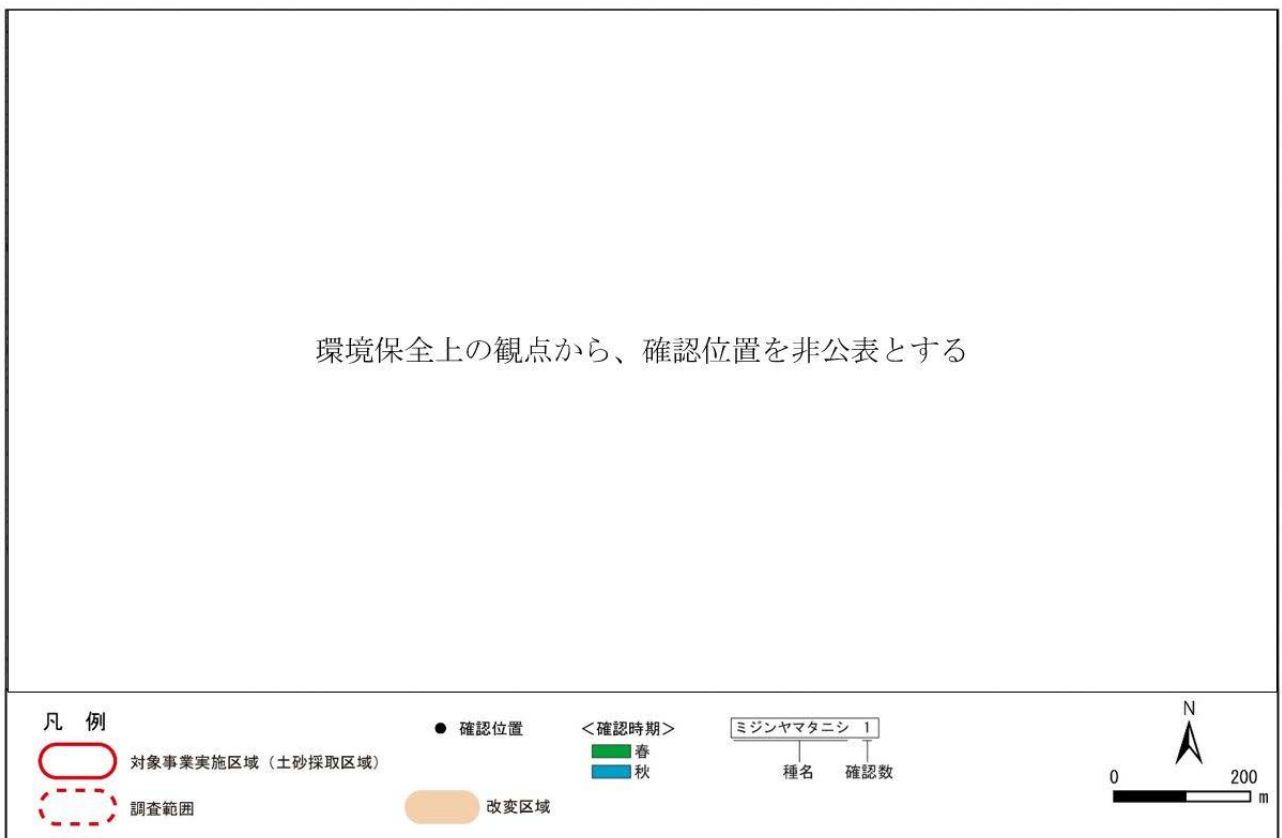 環境保全上の観点から、確認位置を非公表とする
凡 例
対象事業実施区域（土砂採取区域）
調査範囲
● 確認位置
改変区域
＜確認時期＞
春
秋
ミジンヤマタニシ 1
種名 確認数
N
0 200
m